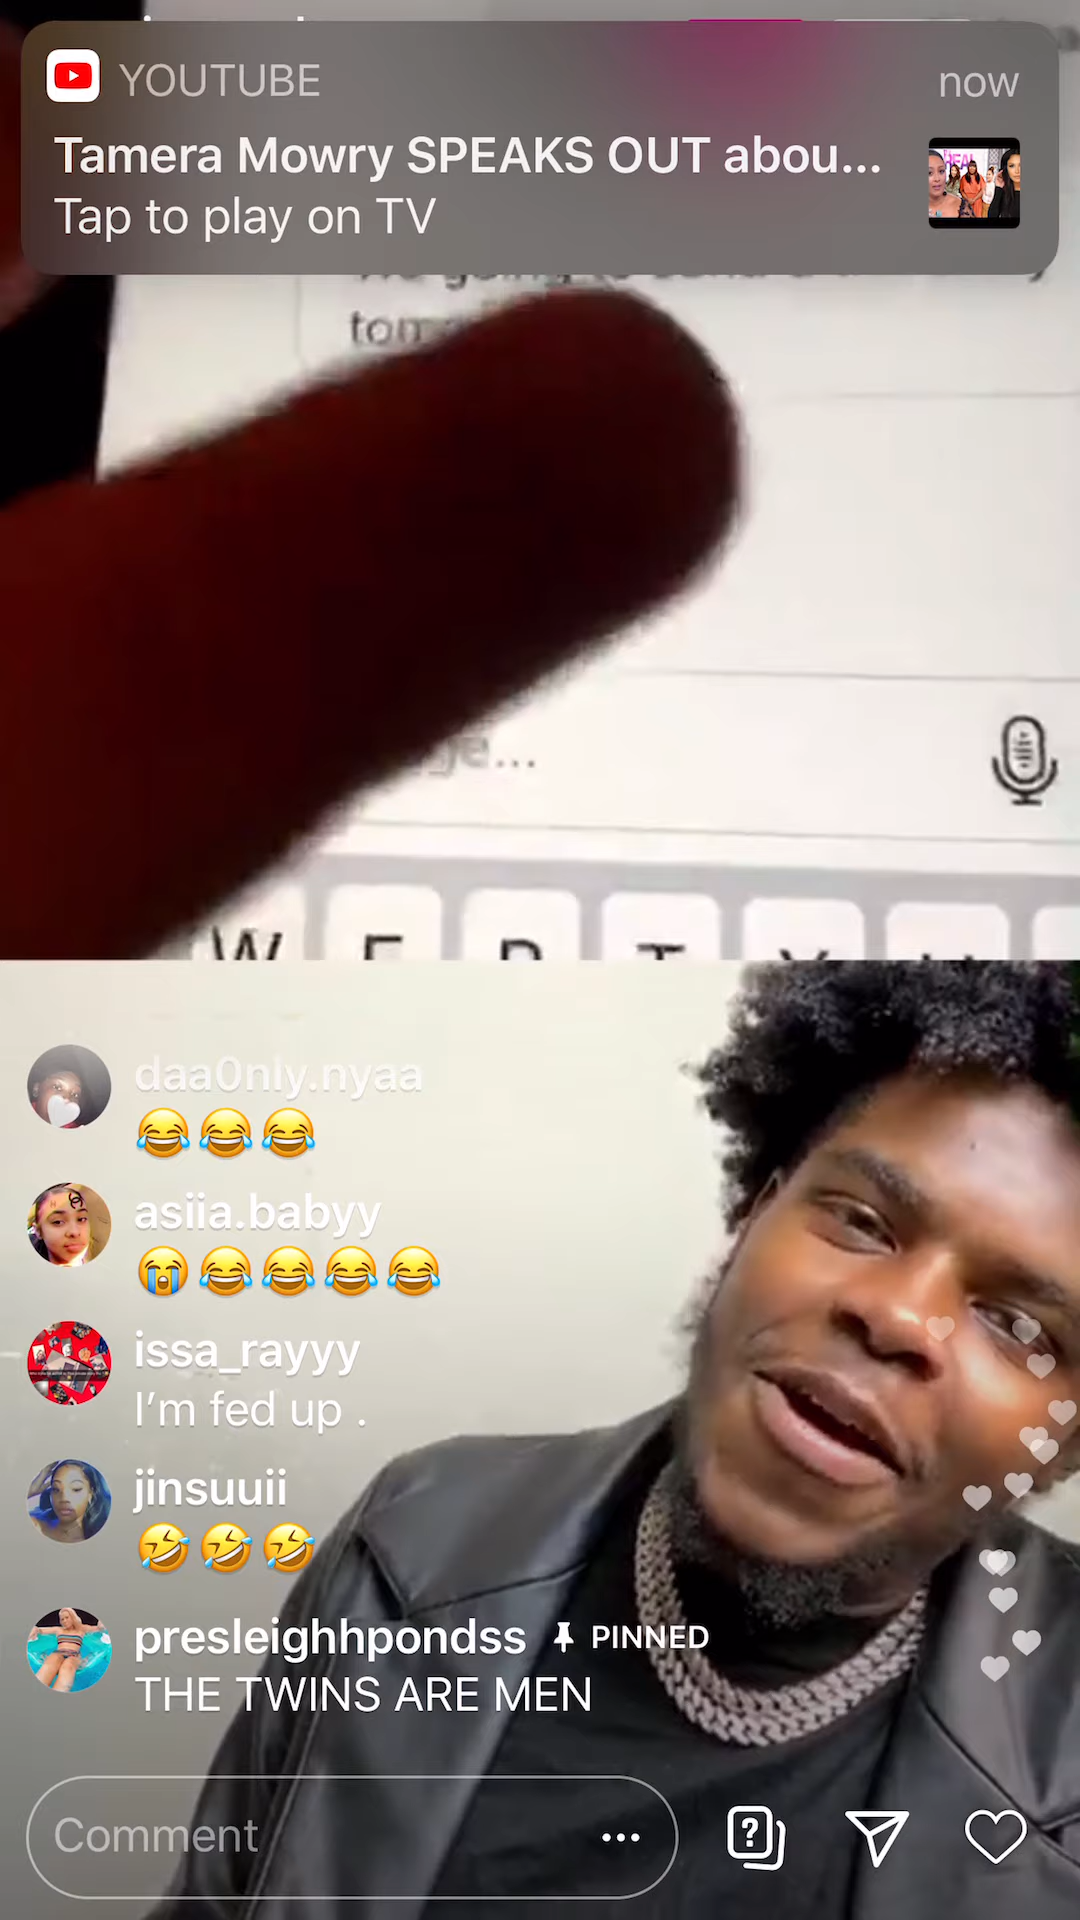 YOUTUBE now
Tamera Mowry SPEAKS OUT abou...
Tap to play on TV
W E R T Y U
daa0nly.nyaa
😂😂😂
asiia.babyy
😭😂😂😂😂
issa_rayyy
I’m fed up .
jinsuuii
🤣🤣🤣
presleighhpondss PINNED
THE TWINS ARE MEN
Comment ...